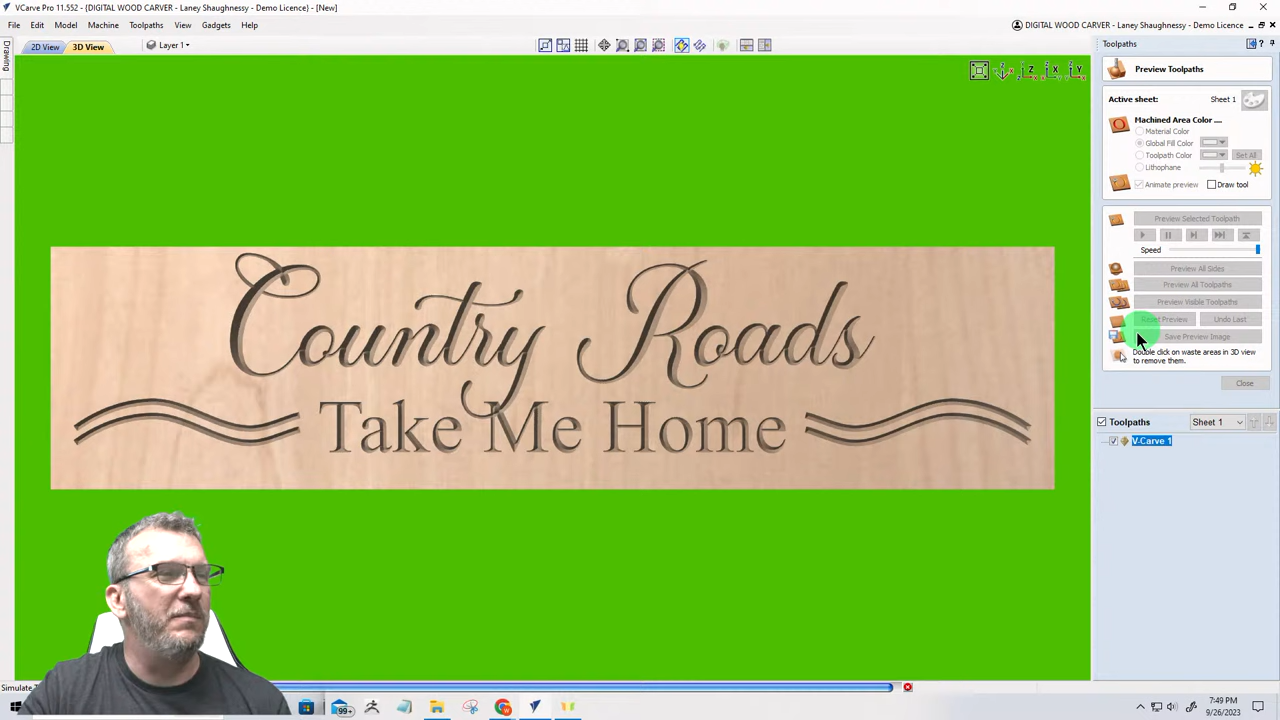 VCarve Pro 11.552 - {DIGITAL WOOD CARVER - Laney Shaughnessy - Demo Licence} - [New]
File Edit Model Machine Toolpaths View Gadgets Help
DIGITAL WOOD CARVER - Laney Shaughnessy - Demo Licence
2D View 3D View Layer 1
Drawing
Toolpaths
Preview Toolpaths
Active sheet: Sheet 1
Machined Area Color ....
Material Color
Global Fill Color
Toolpath Color Set All
Lithophane
Animate preview Draw tool
Preview Selected Toolpath
Speed
Preview All Sides
Preview All Toolpaths
Preview Visible Toolpaths
Reset Preview Undo Last
Save Preview Image
Double click on waste areas in 3D view
to remove them.
Close
Toolpaths Sheet 1
V-Carve 1
Z X Y
Country Roads
Take Me Home
Simulate
99+
7:49 PM
9/26/2023